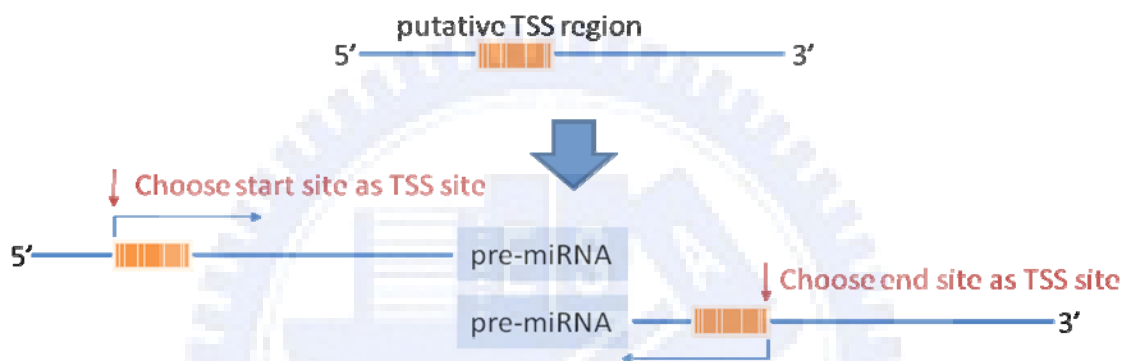 putative TSS region
5′ 3′
Choose start site as TSS site
5′ pre-miRNA
Choose end site as TSS site
pre-miRNA 3′